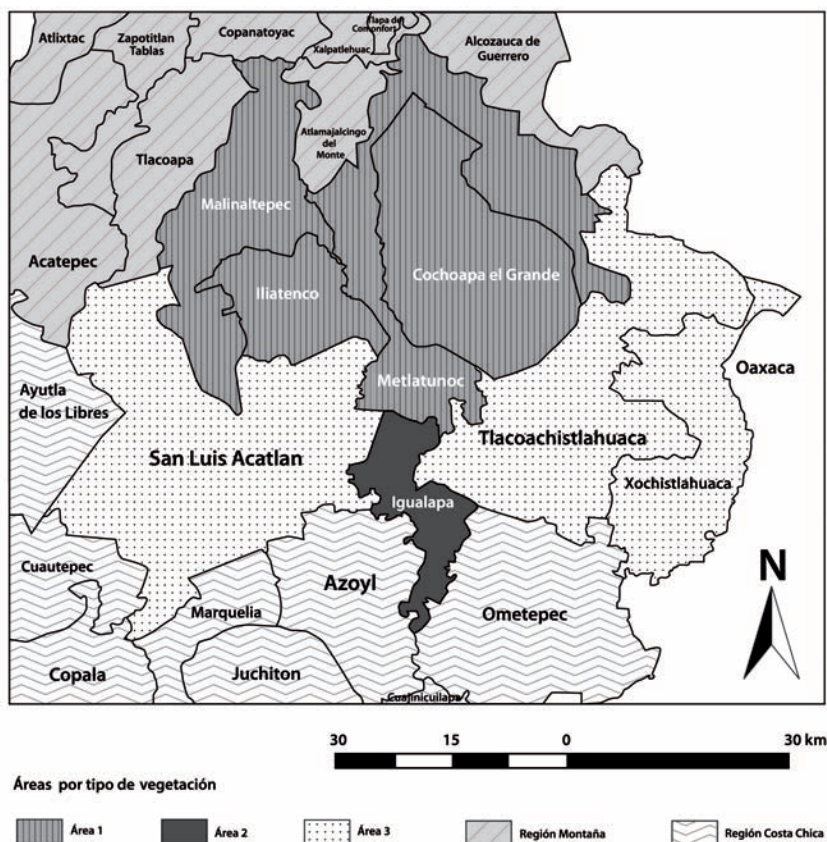 Atlixtac
Zapotitlan
Tablas
Copanatoyac
Tlapa de
Comonfort
Xalpatlehuac
Alcozauca de
Guerrero
Atlamajalcingo
del
Monte
Tlacoapa
Malinaltepec
Acatepec
Iliatenco
Cochoapa el Grande
Metlatunoc
Oaxaca
Ayutla
de los Libres
San Luis Acatlan
Tlacoachistlahuaca
Xochistlahuaca
Igualapa
Cuautepec
Azoyl
Marquelia
Ometepec
N
Copala
Juchiton
Cuajinicuilapa
30 15 0 30 km
Áreas por tipo de vegetación
Área 1 Área 2 Área 3 Región Montaña Región Costa Chica